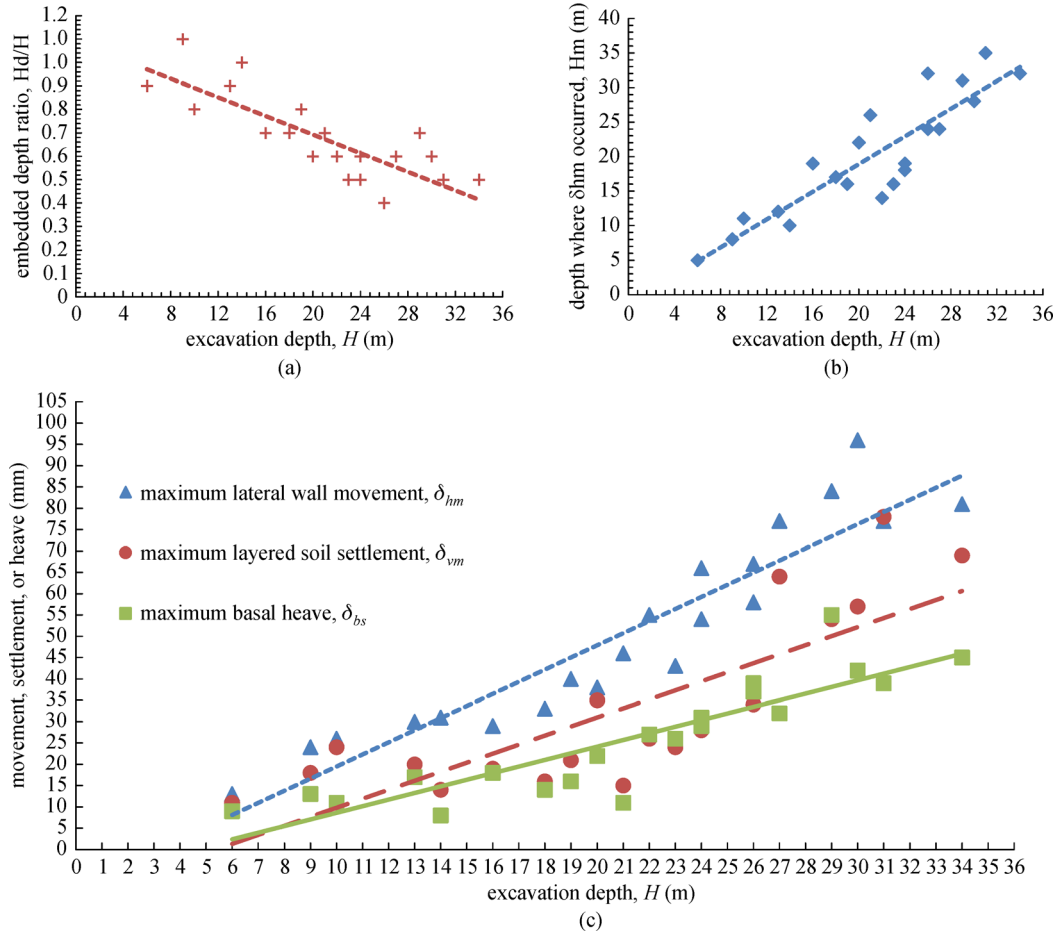 1.2
1.0
1.0
0.9
0.8
0.7
0.6
0.5
0.4
0.3
0.2
0.1
0
embedded depth ratio, Hd/H
0 4 8 12 16 20 24 28 32 36
excavation depth, H (m)
(a)
40
35
30
25
20
15
10
5
0
depth where δhm occurred, Hm (m)
0 4 8 12 16 20 24 28 32 36
excavation depth, H (m)
(b)
105
100
95
90
85
80
75
70
65
60
55
50
45
40
35
30
25
20
15
10
5
0
movement, settlement, or heave (mm)
maximum lateral wall movement, δhm
maximum layered soil settlement, δvm
maximum basal heave, δbs
0 1 2 3 4 5 6 7 8 9 10 11 12 13 14 15 16 17 18 19 20 21 22 23 24 25 26 27 28 29 30 31 32 33 34 35 36
excavation depth, H (m)
(c)